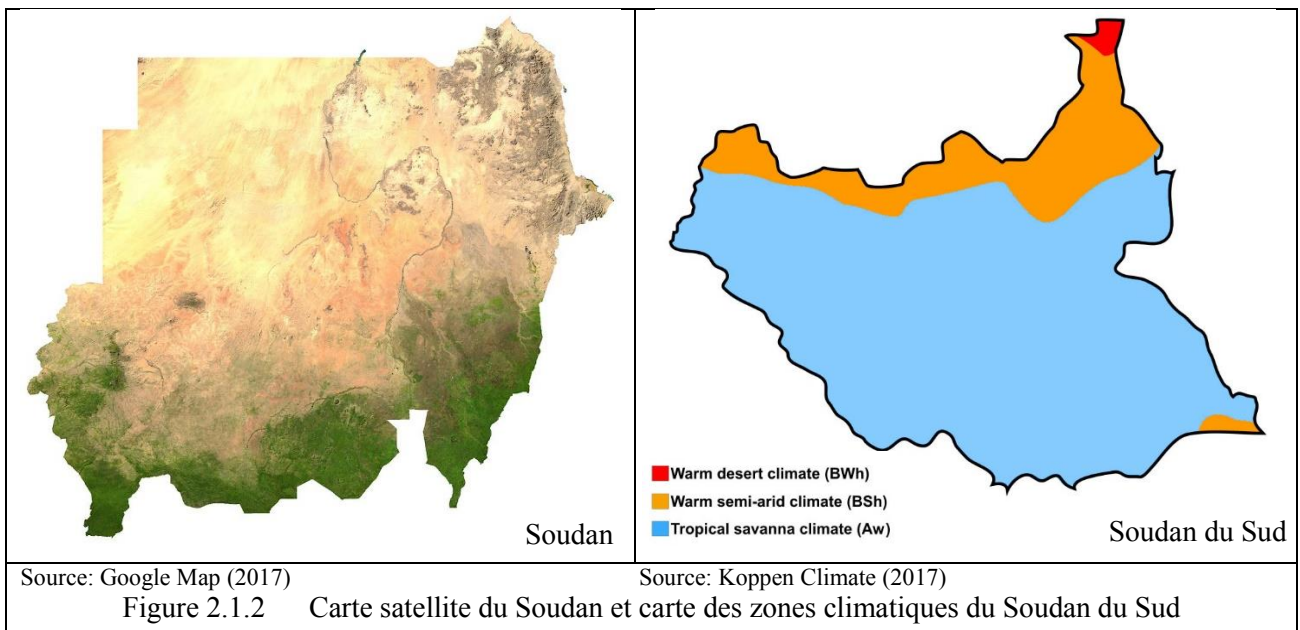 Soudan
Warm desert climate (BWh)
Warm semi-arid climate (BSh)
Tropical savanna climate (Aw)
Soudan du Sud
Source: Google Map (2017)
Source: Koppen Climate (2017)
Figure 2.1.2 Carte satellite du Soudan et carte des zones climatiques du Soudan du Sud